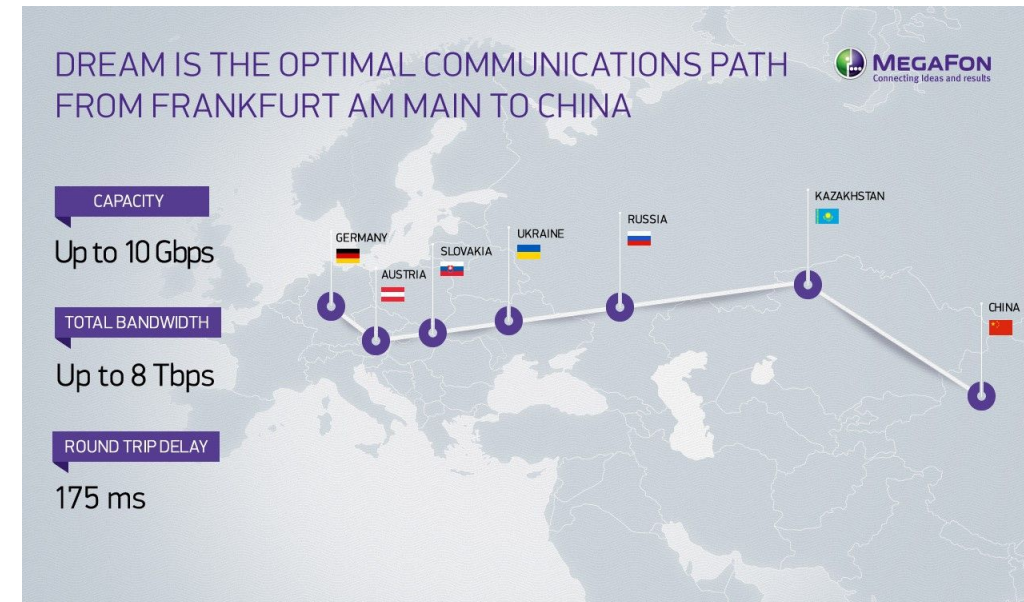 DREAM IS THE OPTIMAL COMMUNICATIONS PATH
FROM FRANKFURT AM MAIN TO CHINA
MEGAFON
Connecting Ideas and results
CAPACITY
Up to 10 Gbps
TOTAL BANDWIDTH
Up to 8 Tbps
ROUND TRIP DELAY
175 ms
GERMANY
AUSTRIA
SLOVAKIA
UKRAINE
RUSSIA
KAZAKHSTAN
CHINA